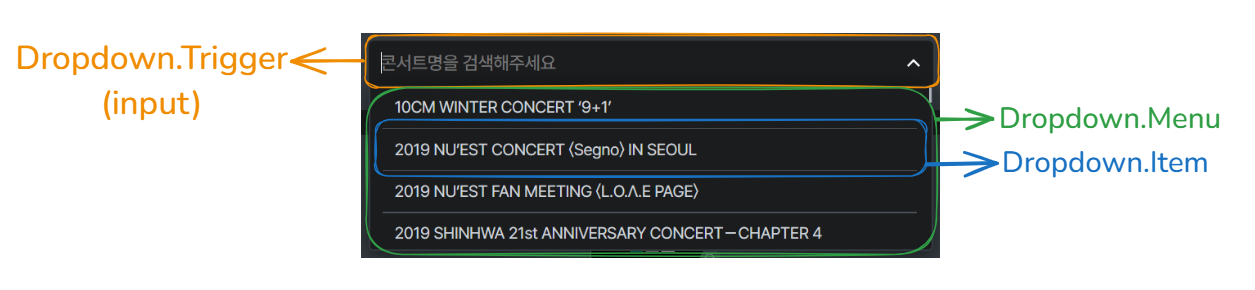 Dropdown.Trigger
(input)
콘서트명을 검색해주세요
10CM WINTER CONCERT ‘9+1’
2019 NU’EST CONCERT 〈Segno〉 IN SEOUL
2019 NU’EST FAN MEETING 〈L.O.Λ.E PAGE〉
2019 SHINHWA 21st ANNIVERSARY CONCERT – CHAPTER 4
Dropdown.Menu
Dropdown.Item